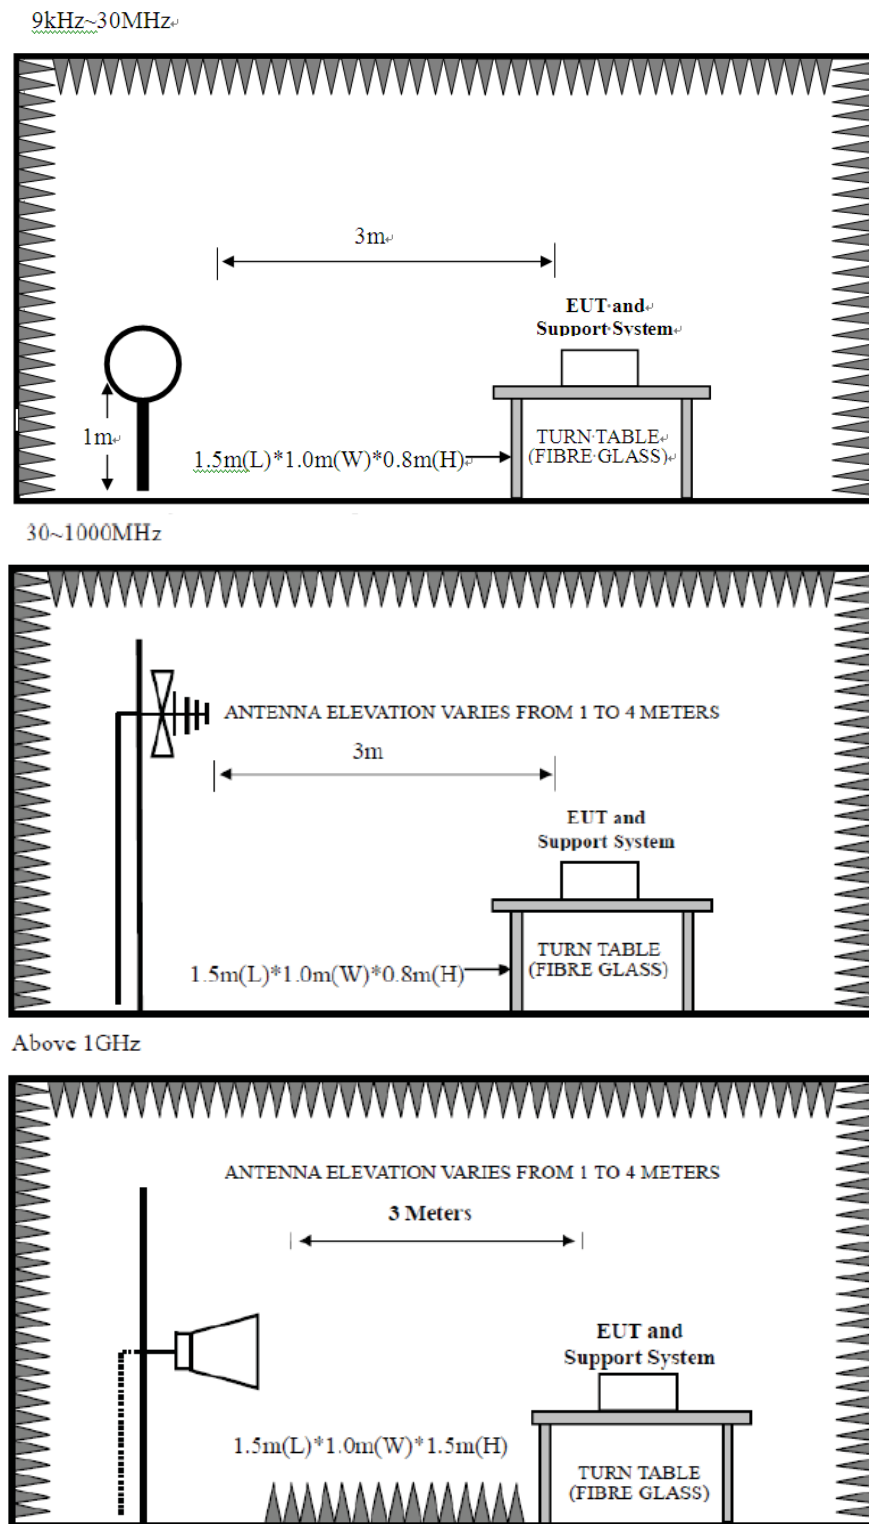 9kHz~30MHz
3m
EUT and
Support System
1m
1.5m(L)*1.0m(W)*0.8m(H)
TURN TABLE
(FIBRE GLASS)
30~1000MHz
ANTENNA ELEVATION VARIES FROM 1 TO 4 METERS
3m
EUT and
Support System
TURN TABLE
(FIBRE GLASS)
1.5m(L)*1.0m(W)*0.8m(H)
Above 1GHz
ANTENNA ELEVATION VARIES FROM 1 TO 4 METERS
3 Meters
EUT and
Support System
1.5m(L)*1.0m(W)*1.5m(H)
TURN TABLE
(FIBRE GLASS)